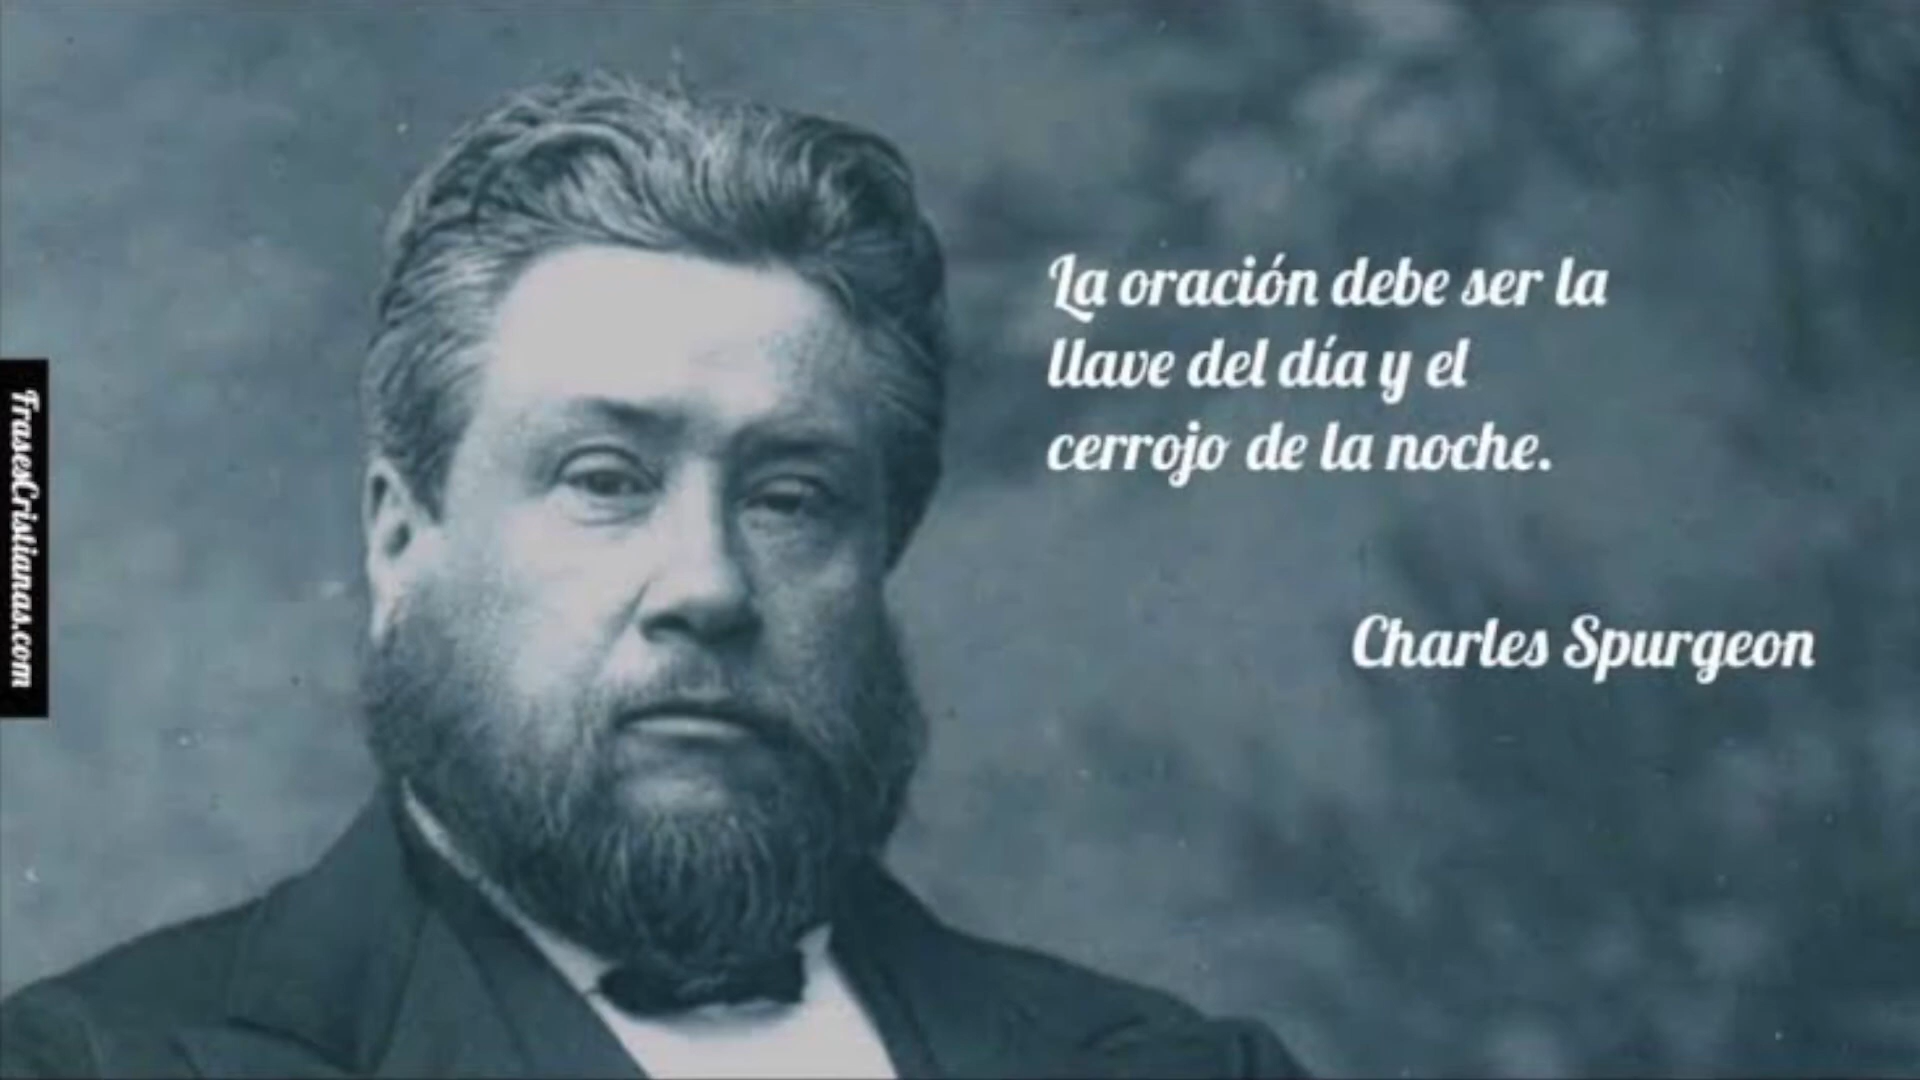 La oración debe ser la
llave del día y el
cerrojo de la noche.
Charles Spurgeon
FrasesCristianas.com